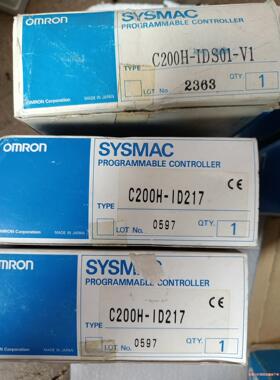 OMRON
SYSMAC
PROGRAMMABLE CONTROLLER
TYPE C200H-IDS01-V1
LOT No. 2363 QTY. 1
OMRON Corporation MADE IN JAPAN
OMRON
SYSMAC
PROGRAMMABLE CONTROLLER
C200H-ID217 CE
TYPE
LOT No. 0597 QTY. 1
OMRON Corporation MADE IN JAPAN
OMRON
SYSMAC
PROGRAMMABLE CONTROLLER
CE
TYPE C200H-ID217
LOT No. 0597 QTY. 1
OMRON Corporation MADE IN JAPAN